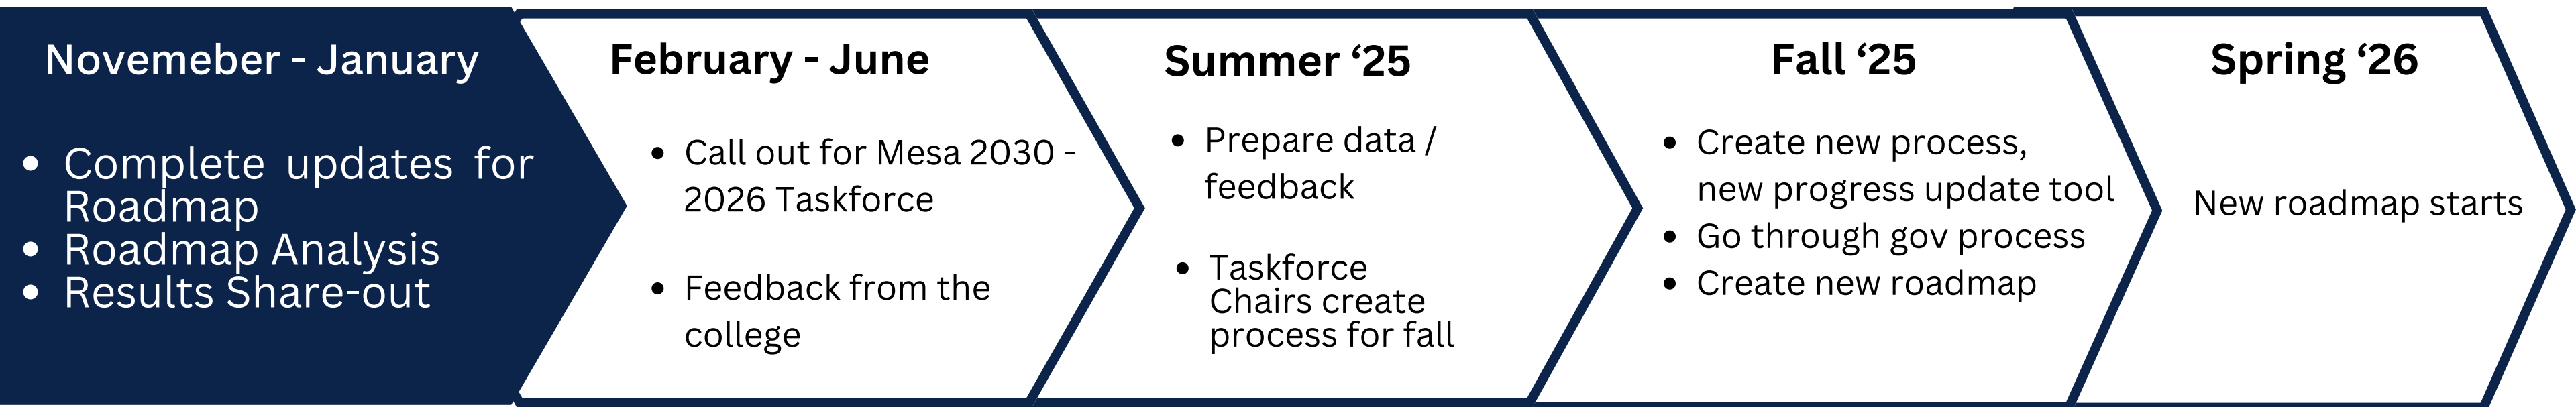 Novemeber - January
• Complete updates for
Roadmap
• Roadmap Analysis
• Results Share-out
February - June
• Call out for Mesa 2030 -
2026 Taskforce
• Feedback from the
college
Summer ‘25
• Prepare data /
feedback
• Taskforce
Chairs create
process for fall
Fall ‘25
• Create new process,
new progress update tool
• Go through gov process
• Create new roadmap
Spring ‘26
New roadmap starts